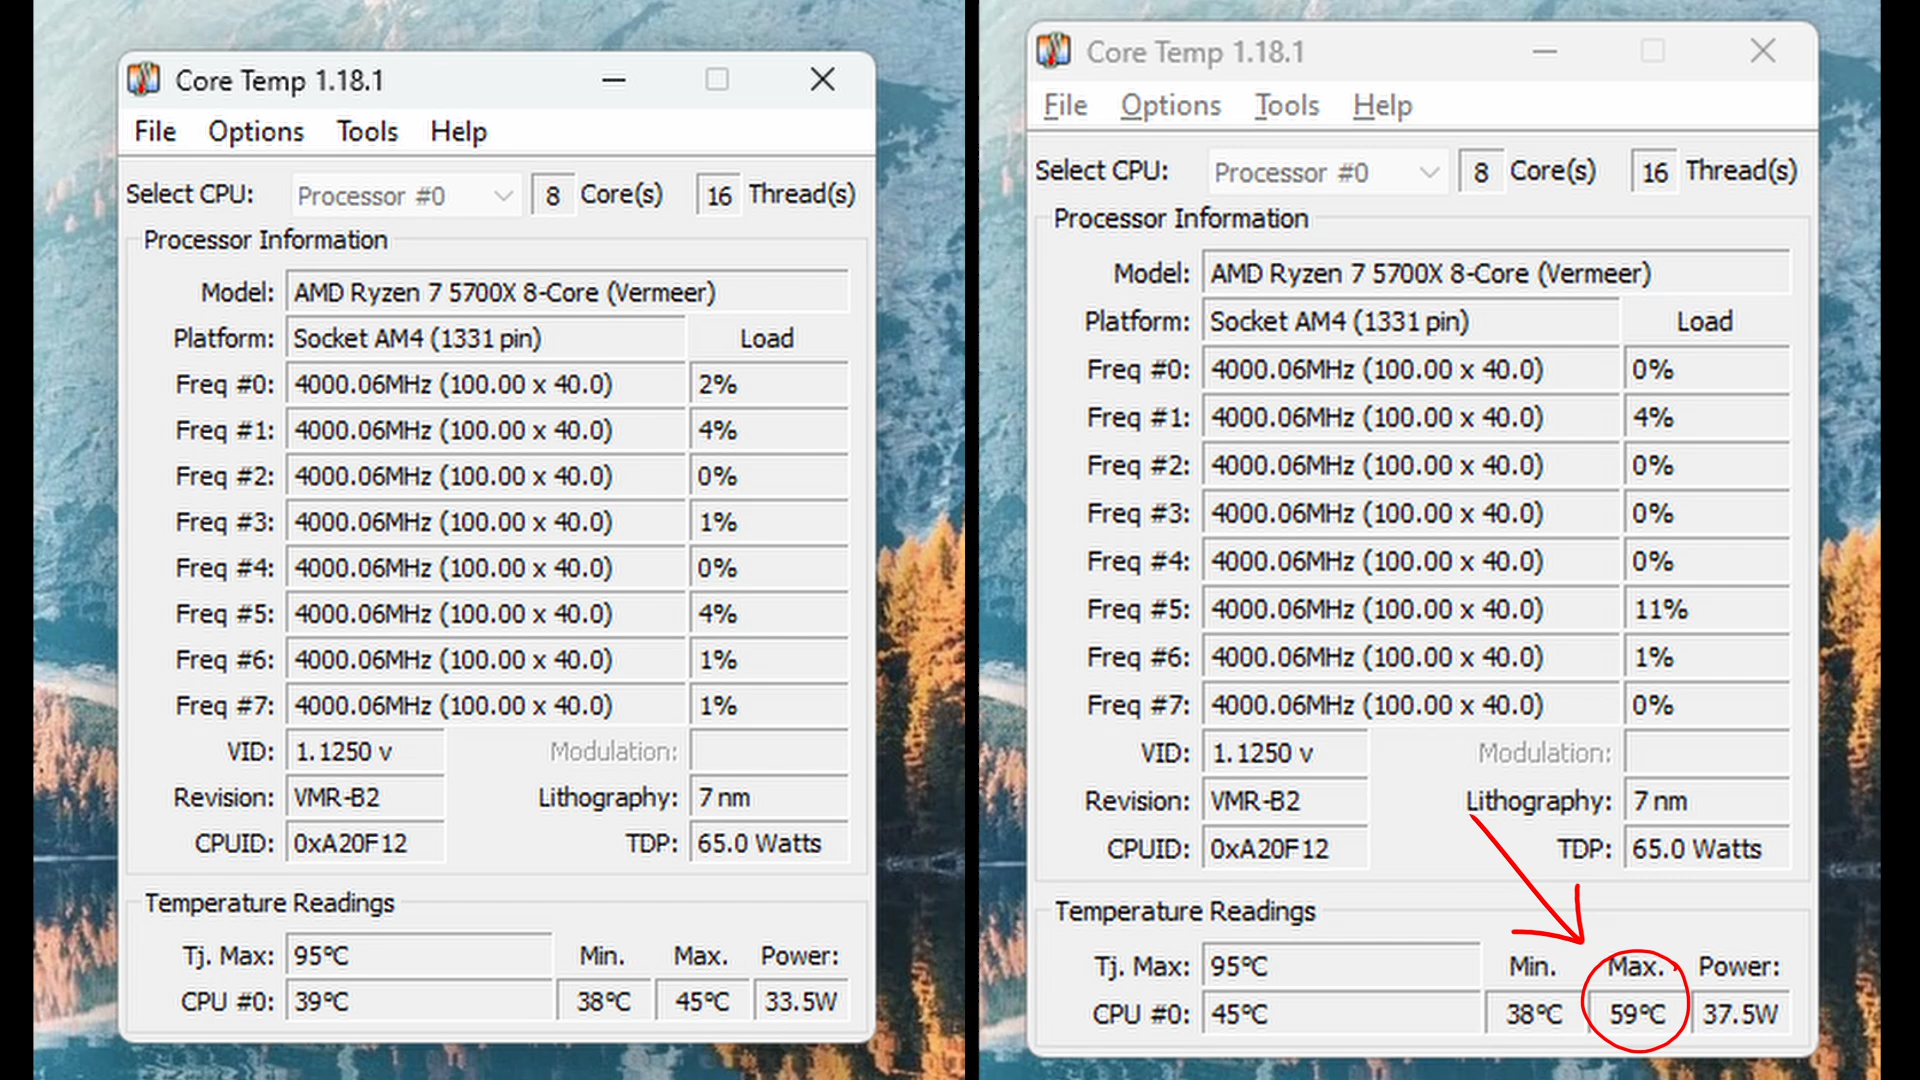 Core Temp 1.18.1
File Options Tools Help
Select CPU: Processor #0 8 Core(s) 16 Thread(s)
Processor Information
Model: AMD Ryzen 7 5700X 8-Core (Vermeer)
Platform: Socket AM4 (1331 pin) Load
Freq #0: 4000.06MHz (100.00 x 40.0) 2%
Freq #1: 4000.06MHz (100.00 x 40.0) 4%
Freq #2: 4000.06MHz (100.00 x 40.0) 0%
Freq #3: 4000.06MHz (100.00 x 40.0) 1%
Freq #4: 4000.06MHz (100.00 x 40.0) 0%
Freq #5: 4000.06MHz (100.00 x 40.0) 4%
Freq #6: 4000.06MHz (100.00 x 40.0) 1%
Freq #7: 4000.06MHz (100.00 x 40.0) 1%
VID: 1.1250 v Modulation:
Revision: VMR-B2 Lithography: 7 nm
CPUID: 0xA20F12 TDP: 65.0 Watts
Temperature Readings
Tj. Max: 95°C Min. Max. Power:
CPU #0: 39°C 38°C 45°C 33.5W
Core Temp 1.18.1
File Options Tools Help
Select CPU: Processor #0 8 Core(s) 16 Thread(s)
Processor Information
Model: AMD Ryzen 7 5700X 8-Core (Vermeer)
Platform: Socket AM4 (1331 pin) Load
Freq #0: 4000.06MHz (100.00 x 40.0) 0%
Freq #1: 4000.06MHz (100.00 x 40.0) 4%
Freq #2: 4000.06MHz (100.00 x 40.0) 0%
Freq #3: 4000.06MHz (100.00 x 40.0) 0%
Freq #4: 4000.06MHz (100.00 x 40.0) 0%
Freq #5: 4000.06MHz (100.00 x 40.0) 11%
Freq #6: 4000.06MHz (100.00 x 40.0) 1%
Freq #7: 4000.06MHz (100.00 x 40.0) 0%
VID: 1.1250 v Modulation:
Revision: VMR-B2 Lithography: 7 nm
CPUID: 0xA20F12 TDP: 65.0 Watts
Temperature Readings
Tj. Max: 95°C Min. Max. Power:
CPU #0: 45°C 38°C 59°C 37.5W